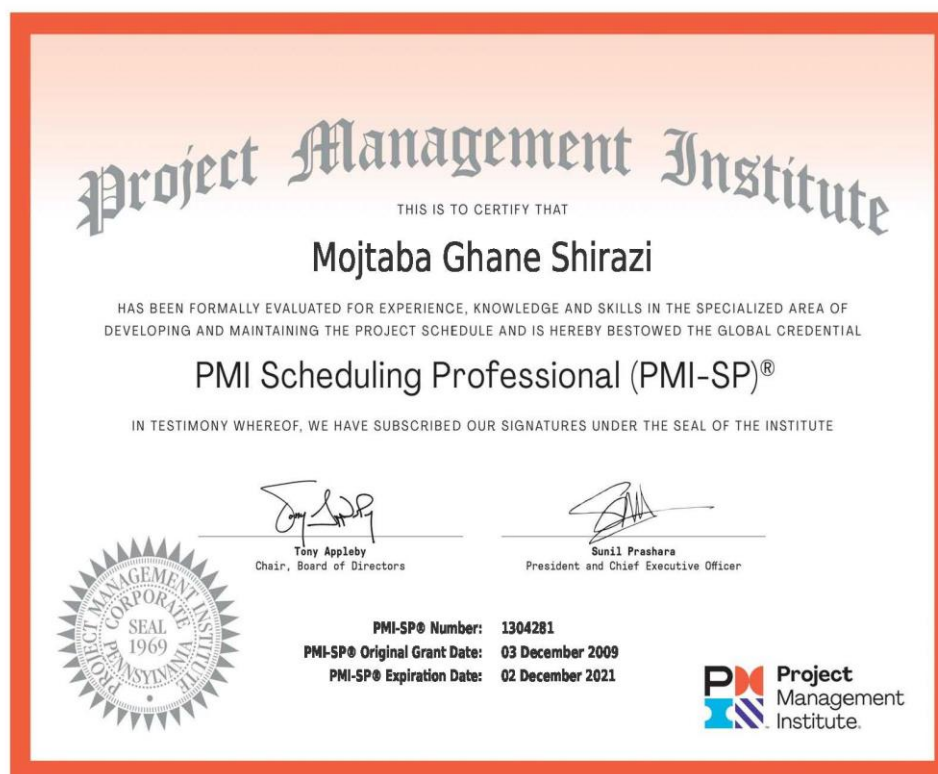 Project Management Institute
THIS IS TO CERTIFY THAT
Mojtaba Ghane Shirazi
HAS BEEN FORMALLY EVALUATED FOR EXPERIENCE, KNOWLEDGE AND SKILLS IN THE SPECIALIZED AREA OF
DEVELOPING AND MAINTAINING THE PROJECT SCHEDULE AND IS HEREBY BESTOWED THE GLOBAL CREDENTIAL
PMI Scheduling Professional (PMI-SP)®
IN TESTIMONY WHEREOF, WE HAVE SUBSCRIBED OUR SIGNATURES UNDER THE SEAL OF THE INSTITUTE
Tony Appleby
Chair, Board of Directors
Sunil Prashara
President and Chief Executive Officer
PROJECT MANAGEMENT INSTITUTE
CORPORATE
SEAL
1969
PENNSYLVANIA
PMI-SP® Number: 1304281
PMI-SP® Original Grant Date: 03 December 2009
PMI-SP® Expiration Date: 02 December 2021
Project
Management
Institute.